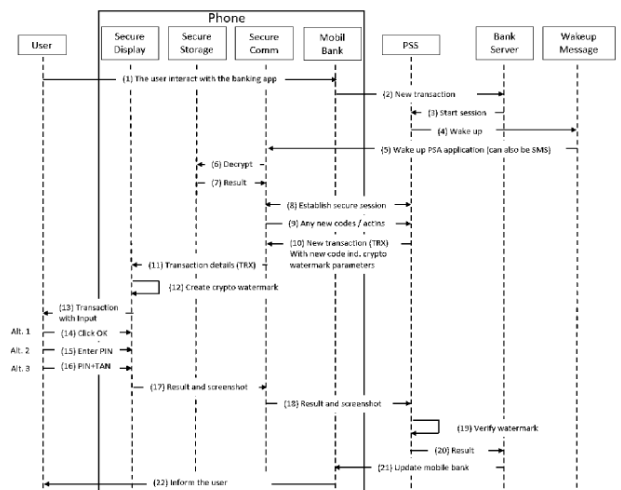 Phone
User
Secure
Display
Secure
Storage
Secure
Comm
Mobil
Bank
PSS
Bank
Server
Wakeup
Message
(1) The user interact with the banking app
(2) New transaction
(3) Start session
(4) Wake up
(5) Wake up PSA application (can also be SMS)
(6) Decrypt
(7) Result
(8) Establish secure session
(9) Any new codes / actins
(10) New transaction (TRX)
With new code incl. crypto
watermark parameters
(11) Transaction details (TRX)
(12) Create crypto watermark
(13) Transaction
with Input
Alt. 1
(14) Click OK
Alt. 2
(15) Enter PIN
Alt. 3
(16) PIN+TAN
(17) Result and screenshot
(18) Result and screenshot
(19) Verify watermark
(20) Result
(21) Update mobile bank
(22) Inform the user